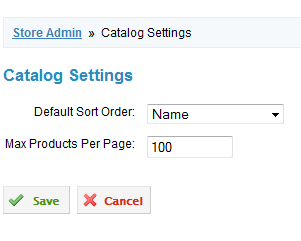 Store Admin » Catalog Settings
Catalog Settings
Default Sort Order: Name
Max Products Per Page: 100
Save Cancel